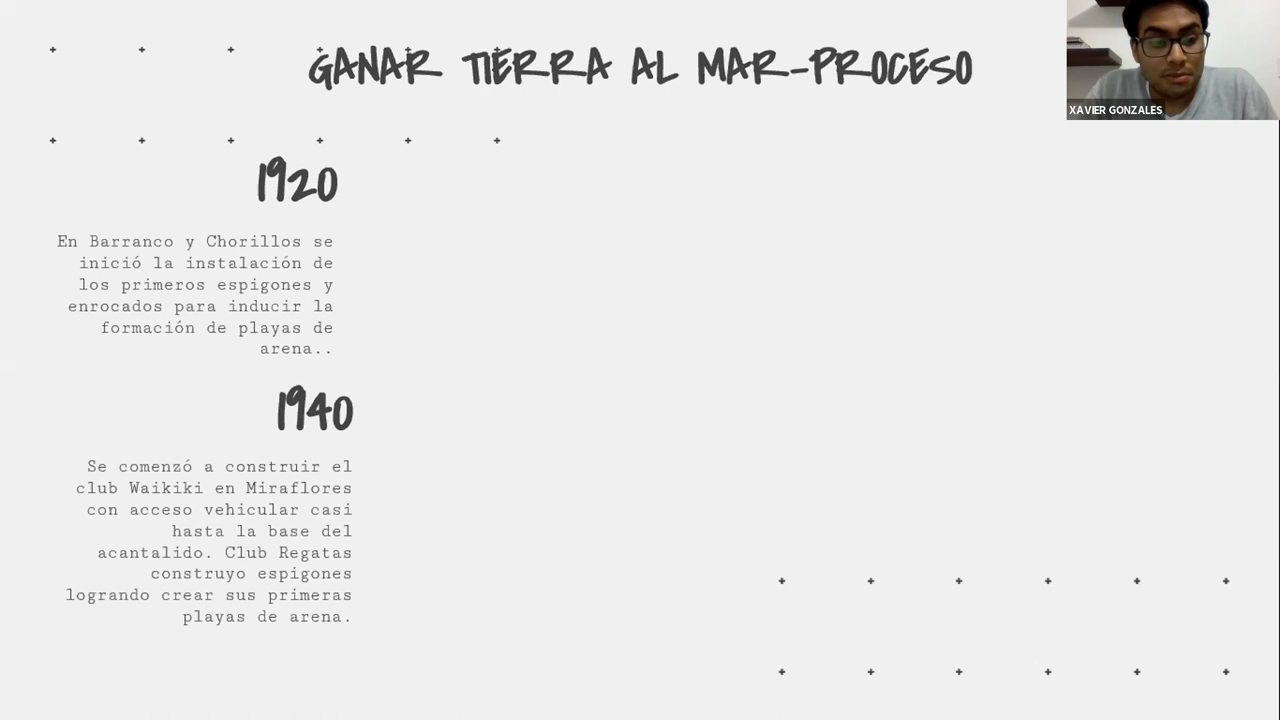 GANAR TIERRA AL MAR-PROCESO
XAVIER GONZALES
1920
En Barranco y Chorillos se
inició la instalación de
los primeros espigones y
enrocados para inducir la
formación de playas de
arena..
1940
Se comenzó a construir el
club Waikiki en Miraflores
con acceso vehicular casi
hasta la base del
acantalido. Club Regatas
construyo espigones
logrando crear sus primeras
playas de arena.